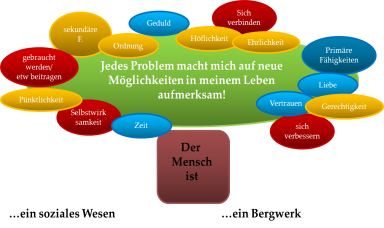 Sich
verbinden
Geduld
sekundäre
F.
Ordnung
Höflichkeit
Ehrlichkeit
Primäre
Fähigkeiten
gebraucht
werden/
etw beitragen
Jedes Problem macht mich auf neue
Möglichkeiten in meinem Leben
aufmerksam!
Liebe
Pünktlichkeit
Vertrauen
Gerechtigkeit
Selbstwirk
samkeit
Zeit
sich
verbessern
Der
Mensch
ist
…ein soziales Wesen
…ein Bergwerk